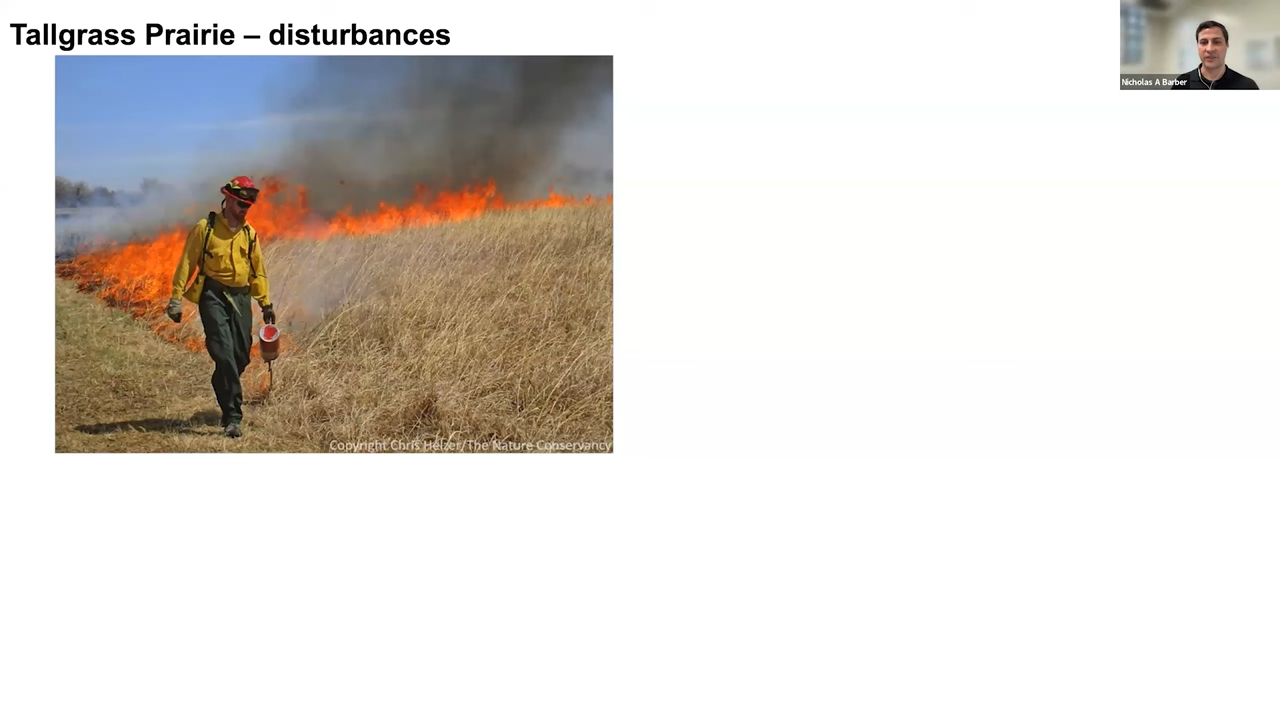 Tallgrass Prairie – disturbances
Nicholas A Barber
Copyright Chris Helzer/The Nature Conservancy